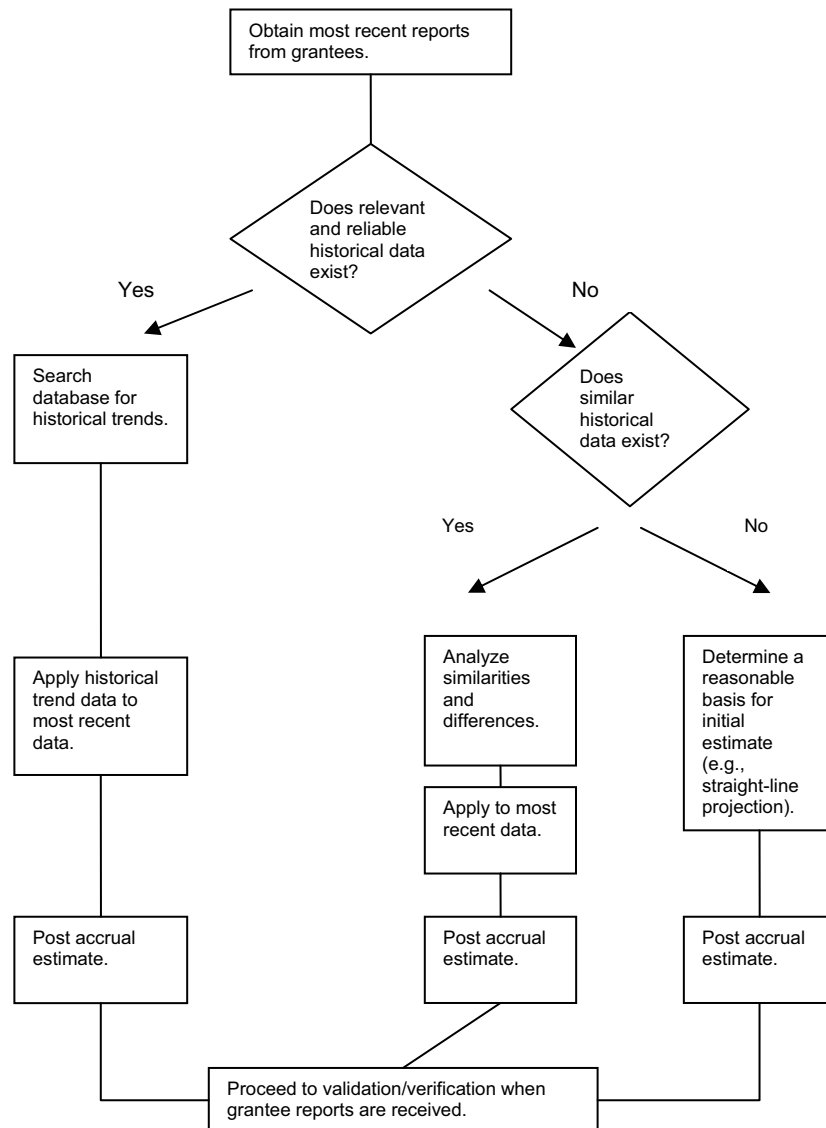 Obtain most recent reports
from grantees.
Does relevant
and reliable
historical data
exist?
Yes
No
Search
database for
historical trends.
Does
similar
historical
data exist?
Yes
No
Apply historical
trend data to
most recent
data.
Analyze
similarities
and
differences.
Determine a
reasonable
basis for
initial
estimate
(e.g.,
straight-line
projection).
Apply to most
recent data.
Post accrual
estimate.
Post accrual
estimate.
Post accrual
estimate.
Proceed to validation/verification when
grantee reports are received.